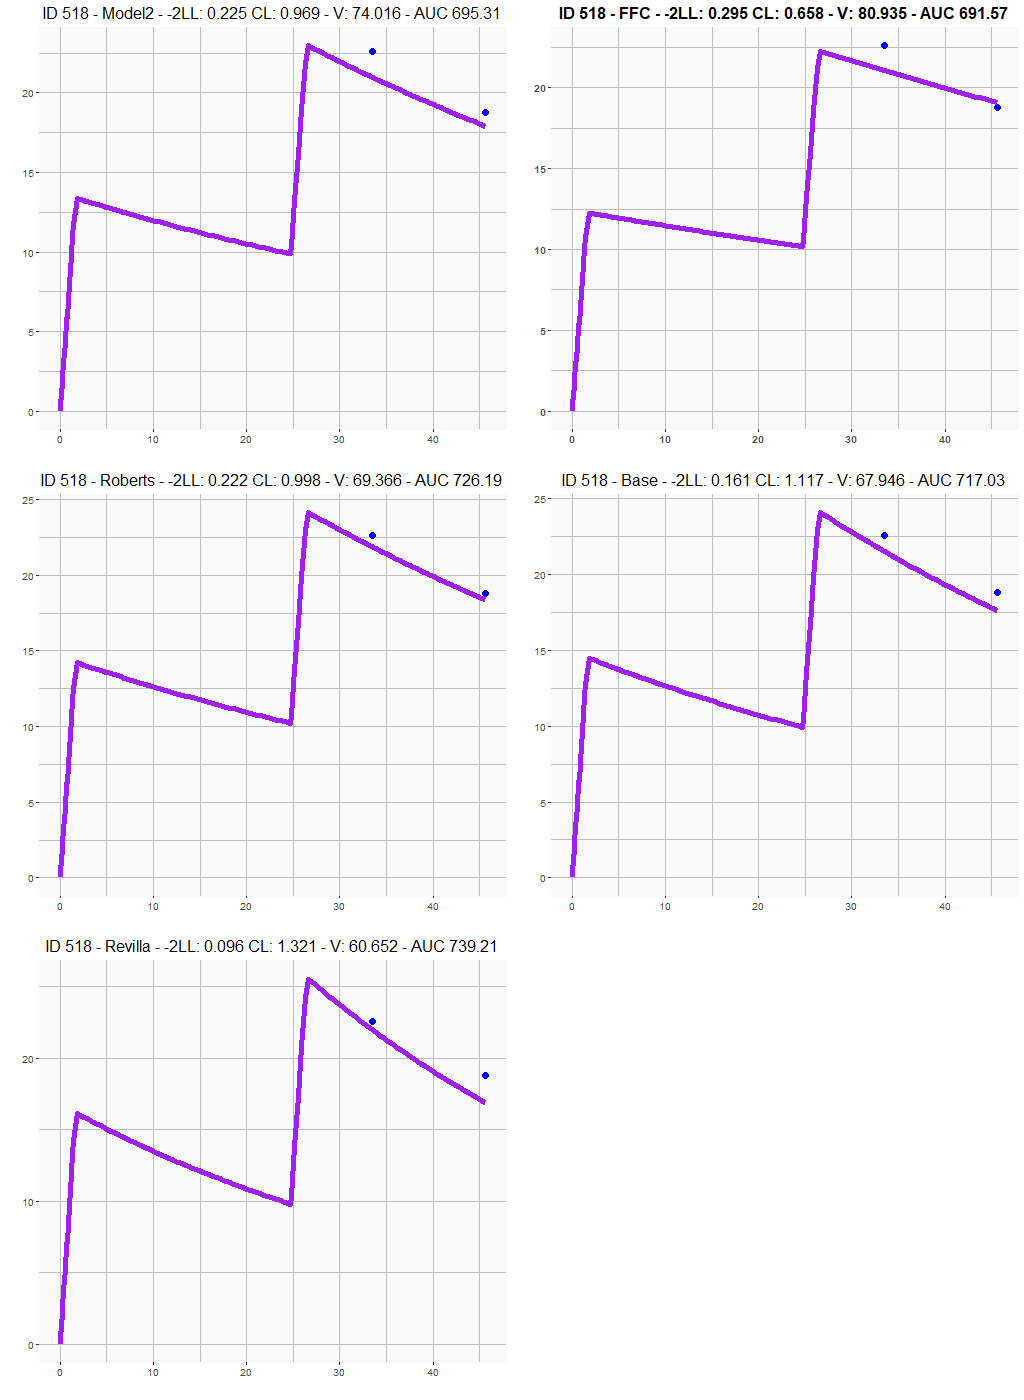 ID 518 - Model2 - -2LL: 0.225 CL: 0.969 - V: 74.016 - AUC 695.31
20
15
10
5
0
0 10 20 30 40
ID 518 - FFC - -2LL: 0.295 CL: 0.658 - V: 80.935 - AUC 691.57
20
15
10
5
0
0 10 20 30 40
ID 518 - Roberts - -2LL: 0.222 CL: 0.998 - V: 69.366 - AUC 726.19
25
20
15
10
5
0
0 10 20 30 40
ID 518 - Base - -2LL: 0.161 CL: 1.117 - V: 67.946 - AUC 717.03
25
20
15
10
5
0
0 10 20 30 40
ID 518 - Revilla - -2LL: 0.096 CL: 1.321 - V: 60.652 - AUC 739.21
20
10
0
0 10 20 30 40